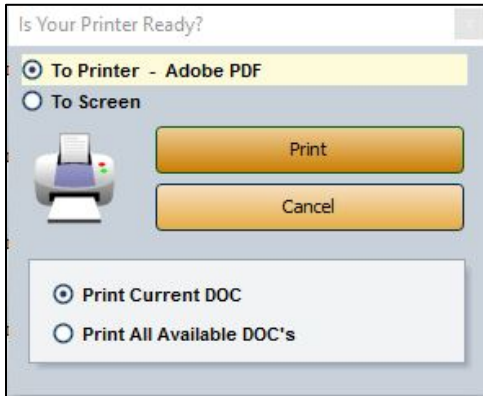 Is Your Printer Ready?
To Printer - Adobe PDF
To Screen
Print
Cancel
Print Current DOC
Print All Available DOC's